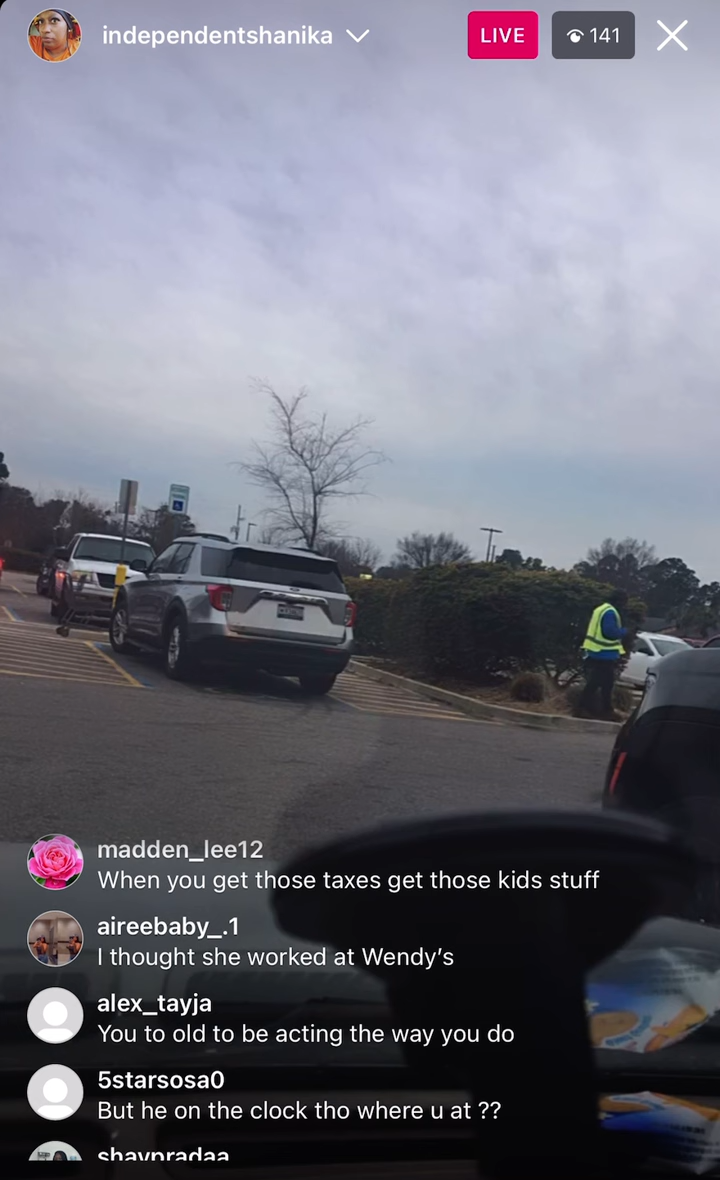 independentshanika
LIVE
141
madden_lee12
When you get those taxes get those kids stuff
aireebaby_.1
I thought she worked at Wendy's
alex_tayja
You to old to be acting the way you do
5starsosa0
But he on the clock tho where u at ??
shaypradaa